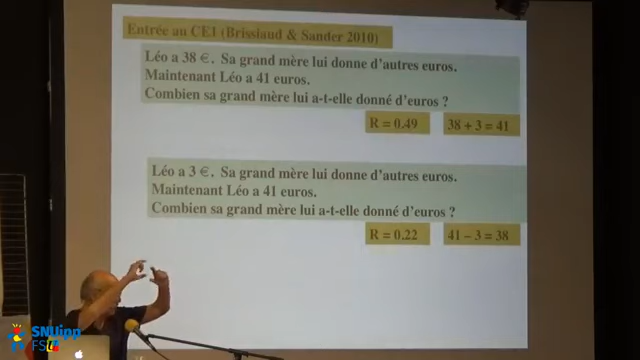 Entrée au CE1 (Brissiaud & Sander 2010)
Léo a 38 €. Sa grand mère lui donne d'autres euros.
Maintenant Léo a 41 euros.
Combien sa grand mère lui a-t-elle donné d'euros ?
R = 0.49
38 + 3 = 41
Léo a 3 €. Sa grand mère lui donne d'autres euros.
Maintenant Léo a 41 euros.
Combien sa grand mère lui a-t-elle donné d'euros ?
R = 0.22
41 – 3 = 38
SNUipp
FSU